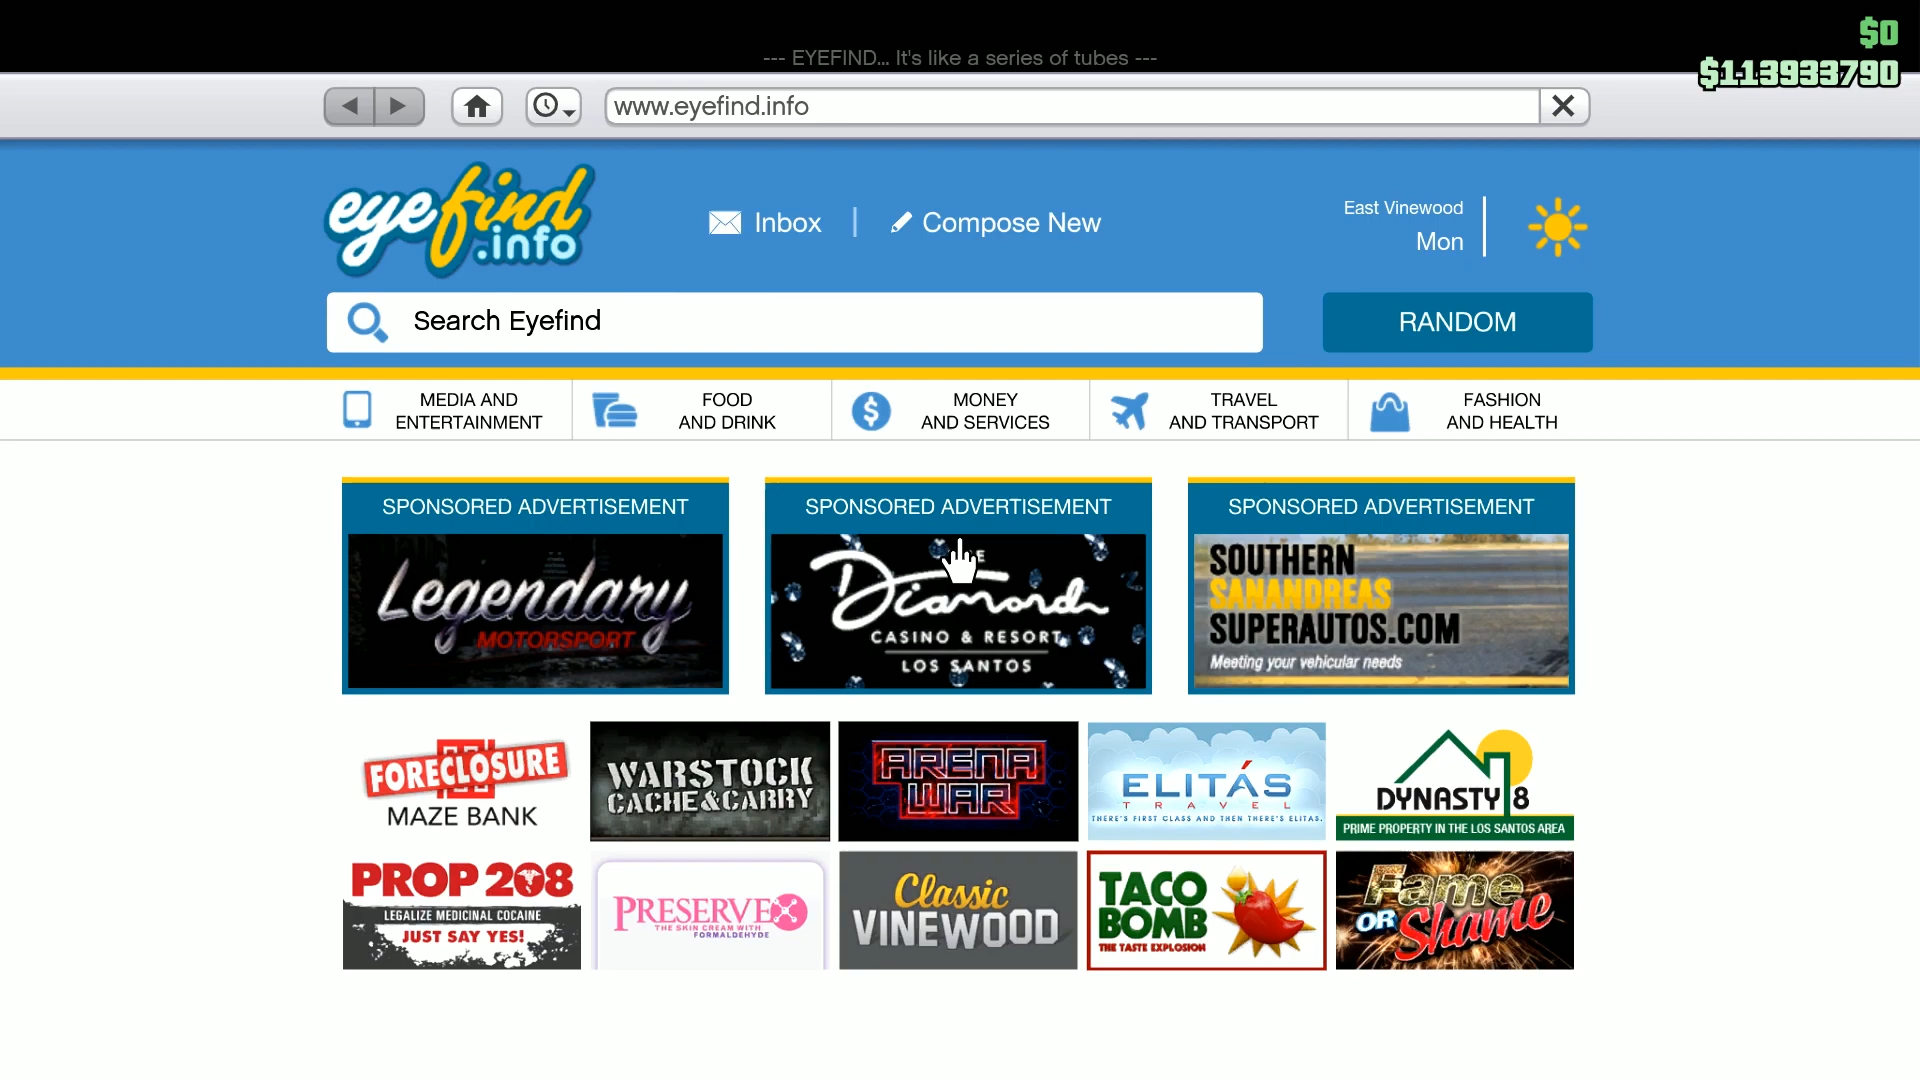 $0
--- EYEFIND... It's like a series of tubes ---
$113933790
www.eyefind.info
eyefind
.info
Inbox
Compose New
East Vinewood
Mon
Search Eyefind
RANDOM
MEDIA AND
ENTERTAINMENT
FOOD
AND DRINK
MONEY
AND SERVICES
TRAVEL
AND TRANSPORT
FASHION
AND HEALTH
SPONSORED ADVERTISEMENT
Legendary
MOTORSPORT
SPONSORED ADVERTISEMENT
Diamond
CASINO & RESORT
LOS SANTOS
SPONSORED ADVERTISEMENT
SOUTHERN
SANANDREAS
SUPERAUTOS.COM
Meeting your vehicular needs
FORECLOSURE
MAZE BANK
WARSTOCK
CACHE&CARRY
ARENA
WAR
ELITÁS
TRAVEL
THERE'S FIRST CLASS AND THEN THERE'S ELITAS.
DYNASTY 8
PRIME PROPERTY IN THE LOS SANTOS AREA
PROP 208
LEGALIZE MEDICINAL COCAINE
JUST SAY YES!
PRESERVEX
THE SKIN CREAM WITH
FORMALDEHYDE
Classic
VINEWOOD
TACO
BOMB
THE TASTE EXPLOSION
Fame
OR Shame